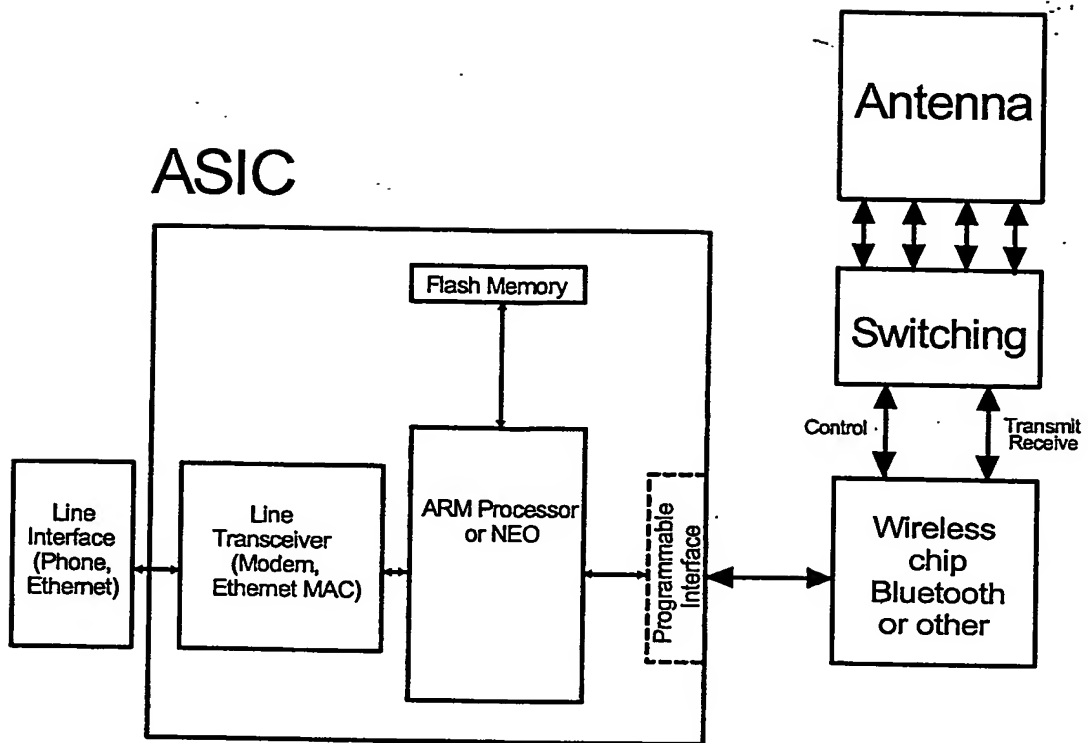 Antenna
ASIC
Flash Memory
Switching
Control
Transmit
Receive
Line
Interface
(Phone,
Ethernet)
Line
Transceiver
(Modem,
Ethernet MAC)
ARM Processor
or NEO
Programmable
Interface
Wireless
chip
Bluetooth
or other